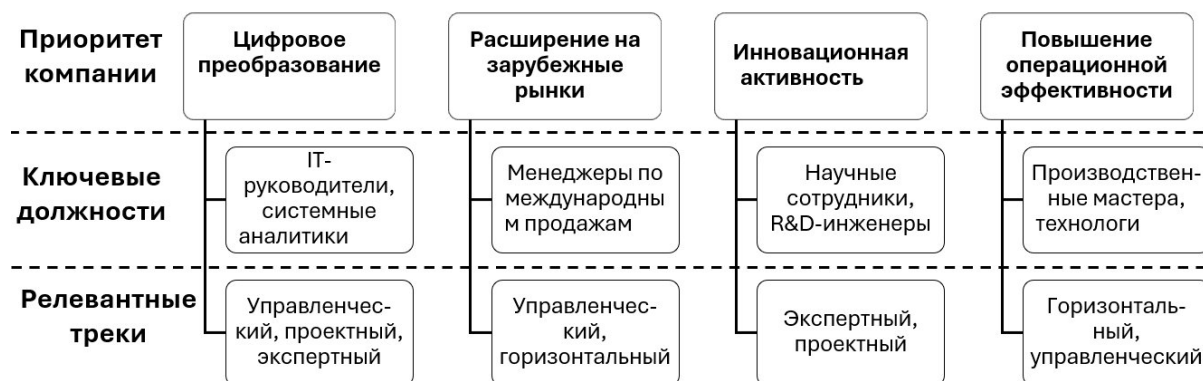 Приоритет
компании
Цифровое
преобразование
Расширение на
зарубежные
рынки
Инновационная
активность
Повышение
операционной
эффективности
Ключевые
должности
IT-
руководители,
системные
аналитики
Менеджеры по
международны
м продажам
Научные
сотрудники,
R&D-инженеры
Производствен-
ные мастера,
технологи
Релевантные
треки
Управленчес-
кий, проектный,
экспертный
Управленчес-
кий,
горизонтальный
Экспертный,
проектный
Горизонталь-
ный,
управленческий